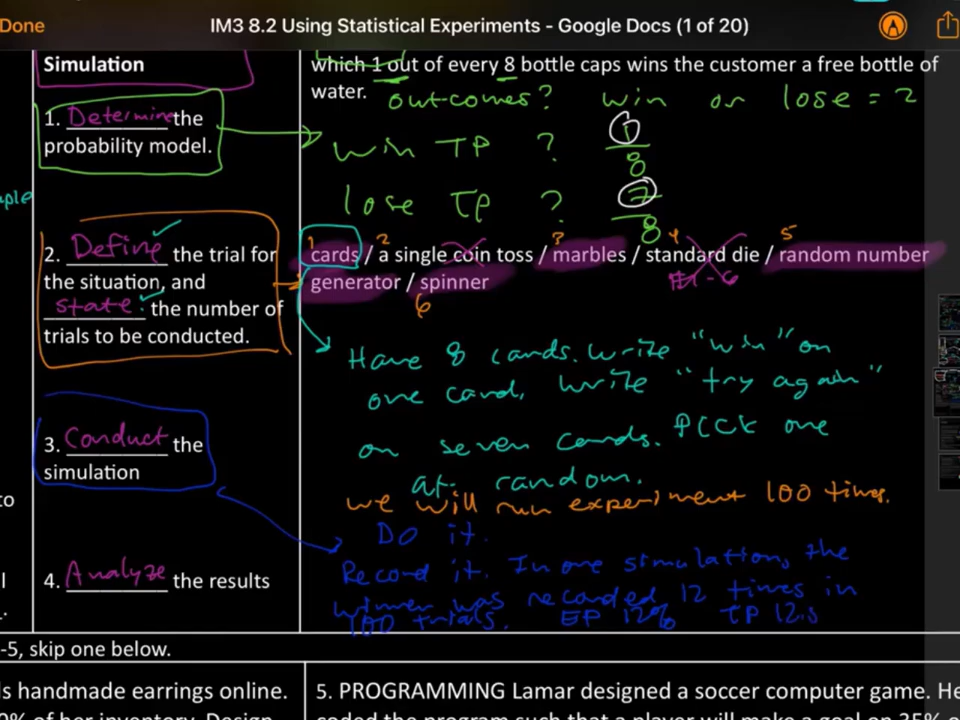 Done
IM3 8.2 Using Statistical Experiments - Google Docs (1 of 20)
Simulation
which 1 out of every 8 bottle caps wins the customer a free bottle of
water.
outcomes? win or lose = 2
1. Determine the
probability model.
win TP ? 1/8
lose TP ? 7/8
2. Define the trial for
the situation, and
state the number of
trials to be conducted.
1 2 3 4 5
cards / a single coin toss / marbles / standard die / random number
generator / spinner
6
Have 8 cards. Write "win" on
one card, write "try again"
on seven cards. Pick one
at random.
we will run experiment 100 times.
3. Conduct the
simulation
Do it.
Record it. In one simulation, the
winner was recorded 12 times in
100 trials. EP 12% TP 12.5
4. Analyze the results
-5, skip one below.
s handmade earrings online.
5. PROGRAMMING Lamar designed a soccer computer game. He